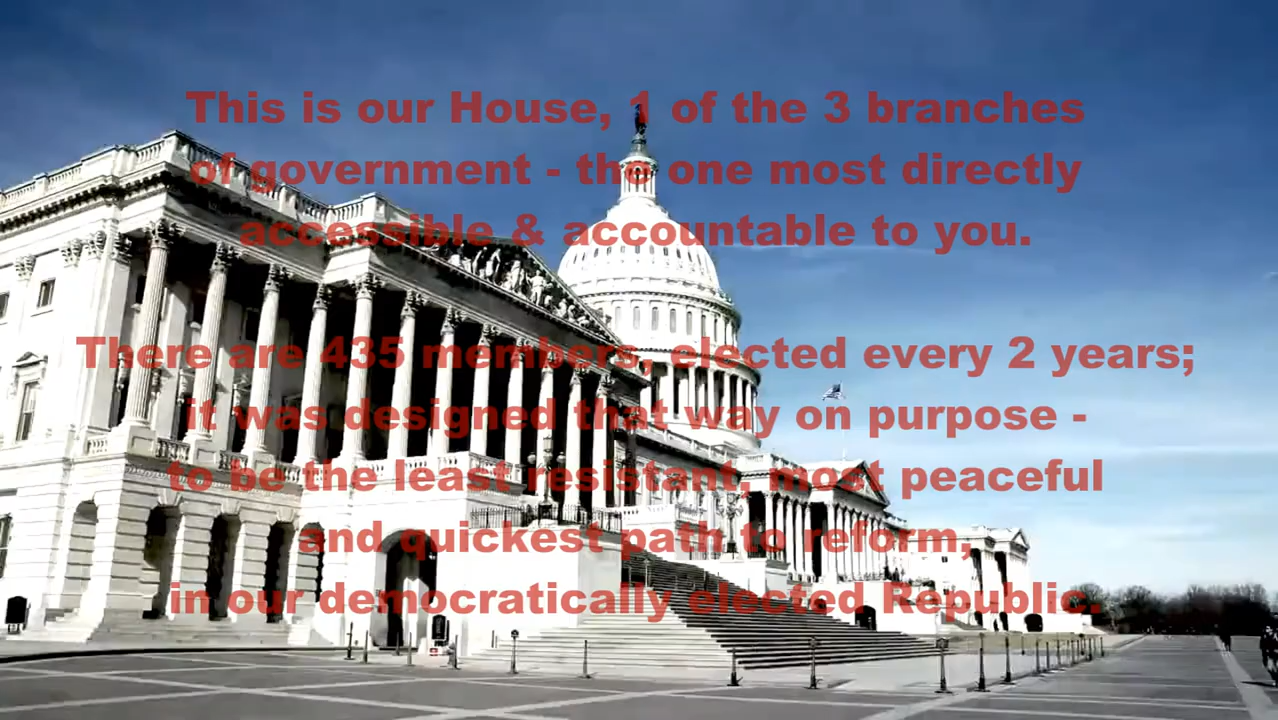 This is our House, 1 of the 3 branches
of government - the one most directly
accessible & accountable to you.
There are 435 members, elected every 2 years;
it was designed that way on purpose -
to be the least resistant, most peaceful
and quickest path to reform,
in our democratically elected Republic.